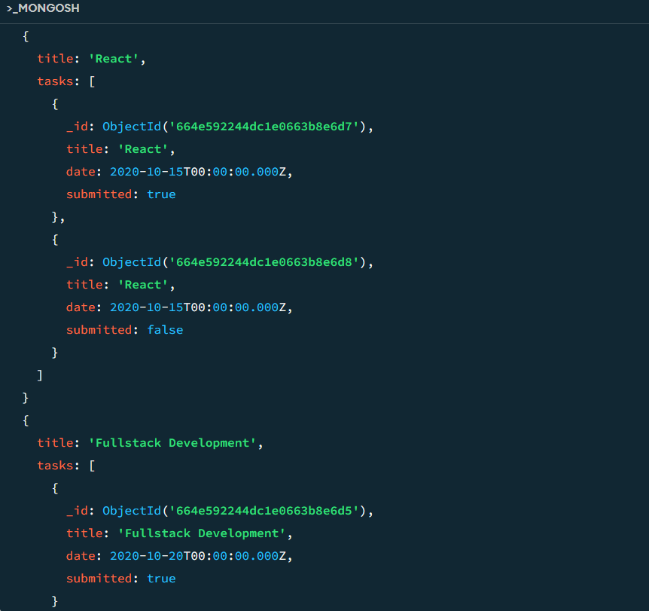 >_MONGOSH
{
title: 'React',
tasks: [
{
_id: ObjectId('664e592244dc1e0663b8e6d7'),
title: 'React',
date: 2020-10-15T00:00:00.000Z,
submitted: true
},
{
_id: ObjectId('664e592244dc1e0663b8e6d8'),
title: 'React',
date: 2020-10-15T00:00:00.000Z,
submitted: false
}
]
}
{
title: 'Fullstack Development',
tasks: [
{
_id: ObjectId('664e592244dc1e0663b8e6d5'),
title: 'Fullstack Development',
date: 2020-10-20T00:00:00.000Z,
submitted: true
}